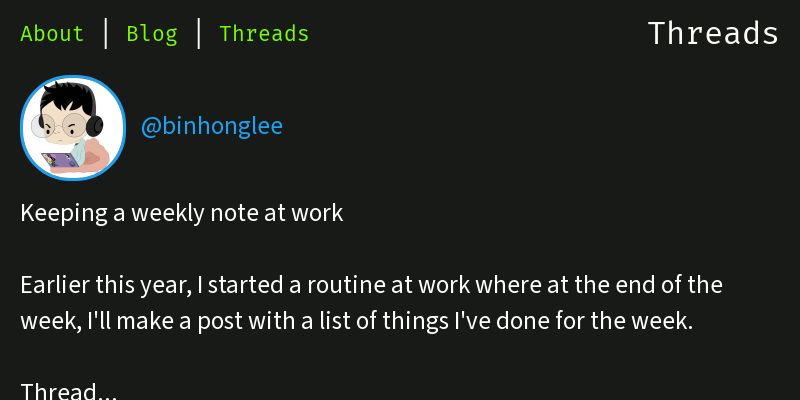 About | Blog | Threads
Threads
@binhonglee
Keeping a weekly note at work
Earlier this year, I started a routine at work where at the end of the
week, I'll make a post with a list of things I've done for the week.
Thread...